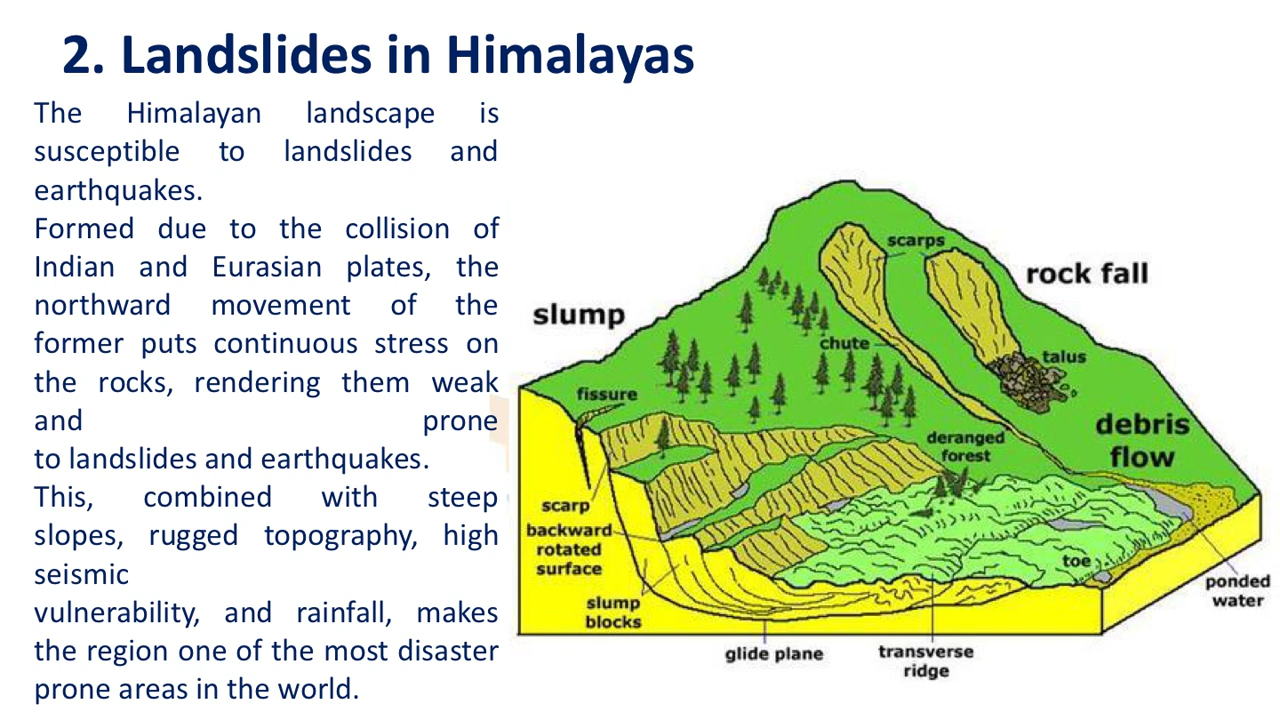 2. Landslides in Himalayas
The Himalayan landscape is
susceptible to landslides and
earthquakes.
Formed due to the collision of
Indian and Eurasian plates, the
northward movement of the
former puts continuous stress on
the rocks, rendering them weak
and prone
to landslides and earthquakes.
This, combined with steep
slopes, rugged topography, high
seismic
vulnerability, and rainfall, makes
the region one of the most disaster
prone areas in the world.
scarps
rock fall
slump
chute
talus
fissure
debris
flow
deranged
forest
scarp
backward
rotated
surface
toe
ponded
water
slump
blocks
glide plane
transverse
ridge